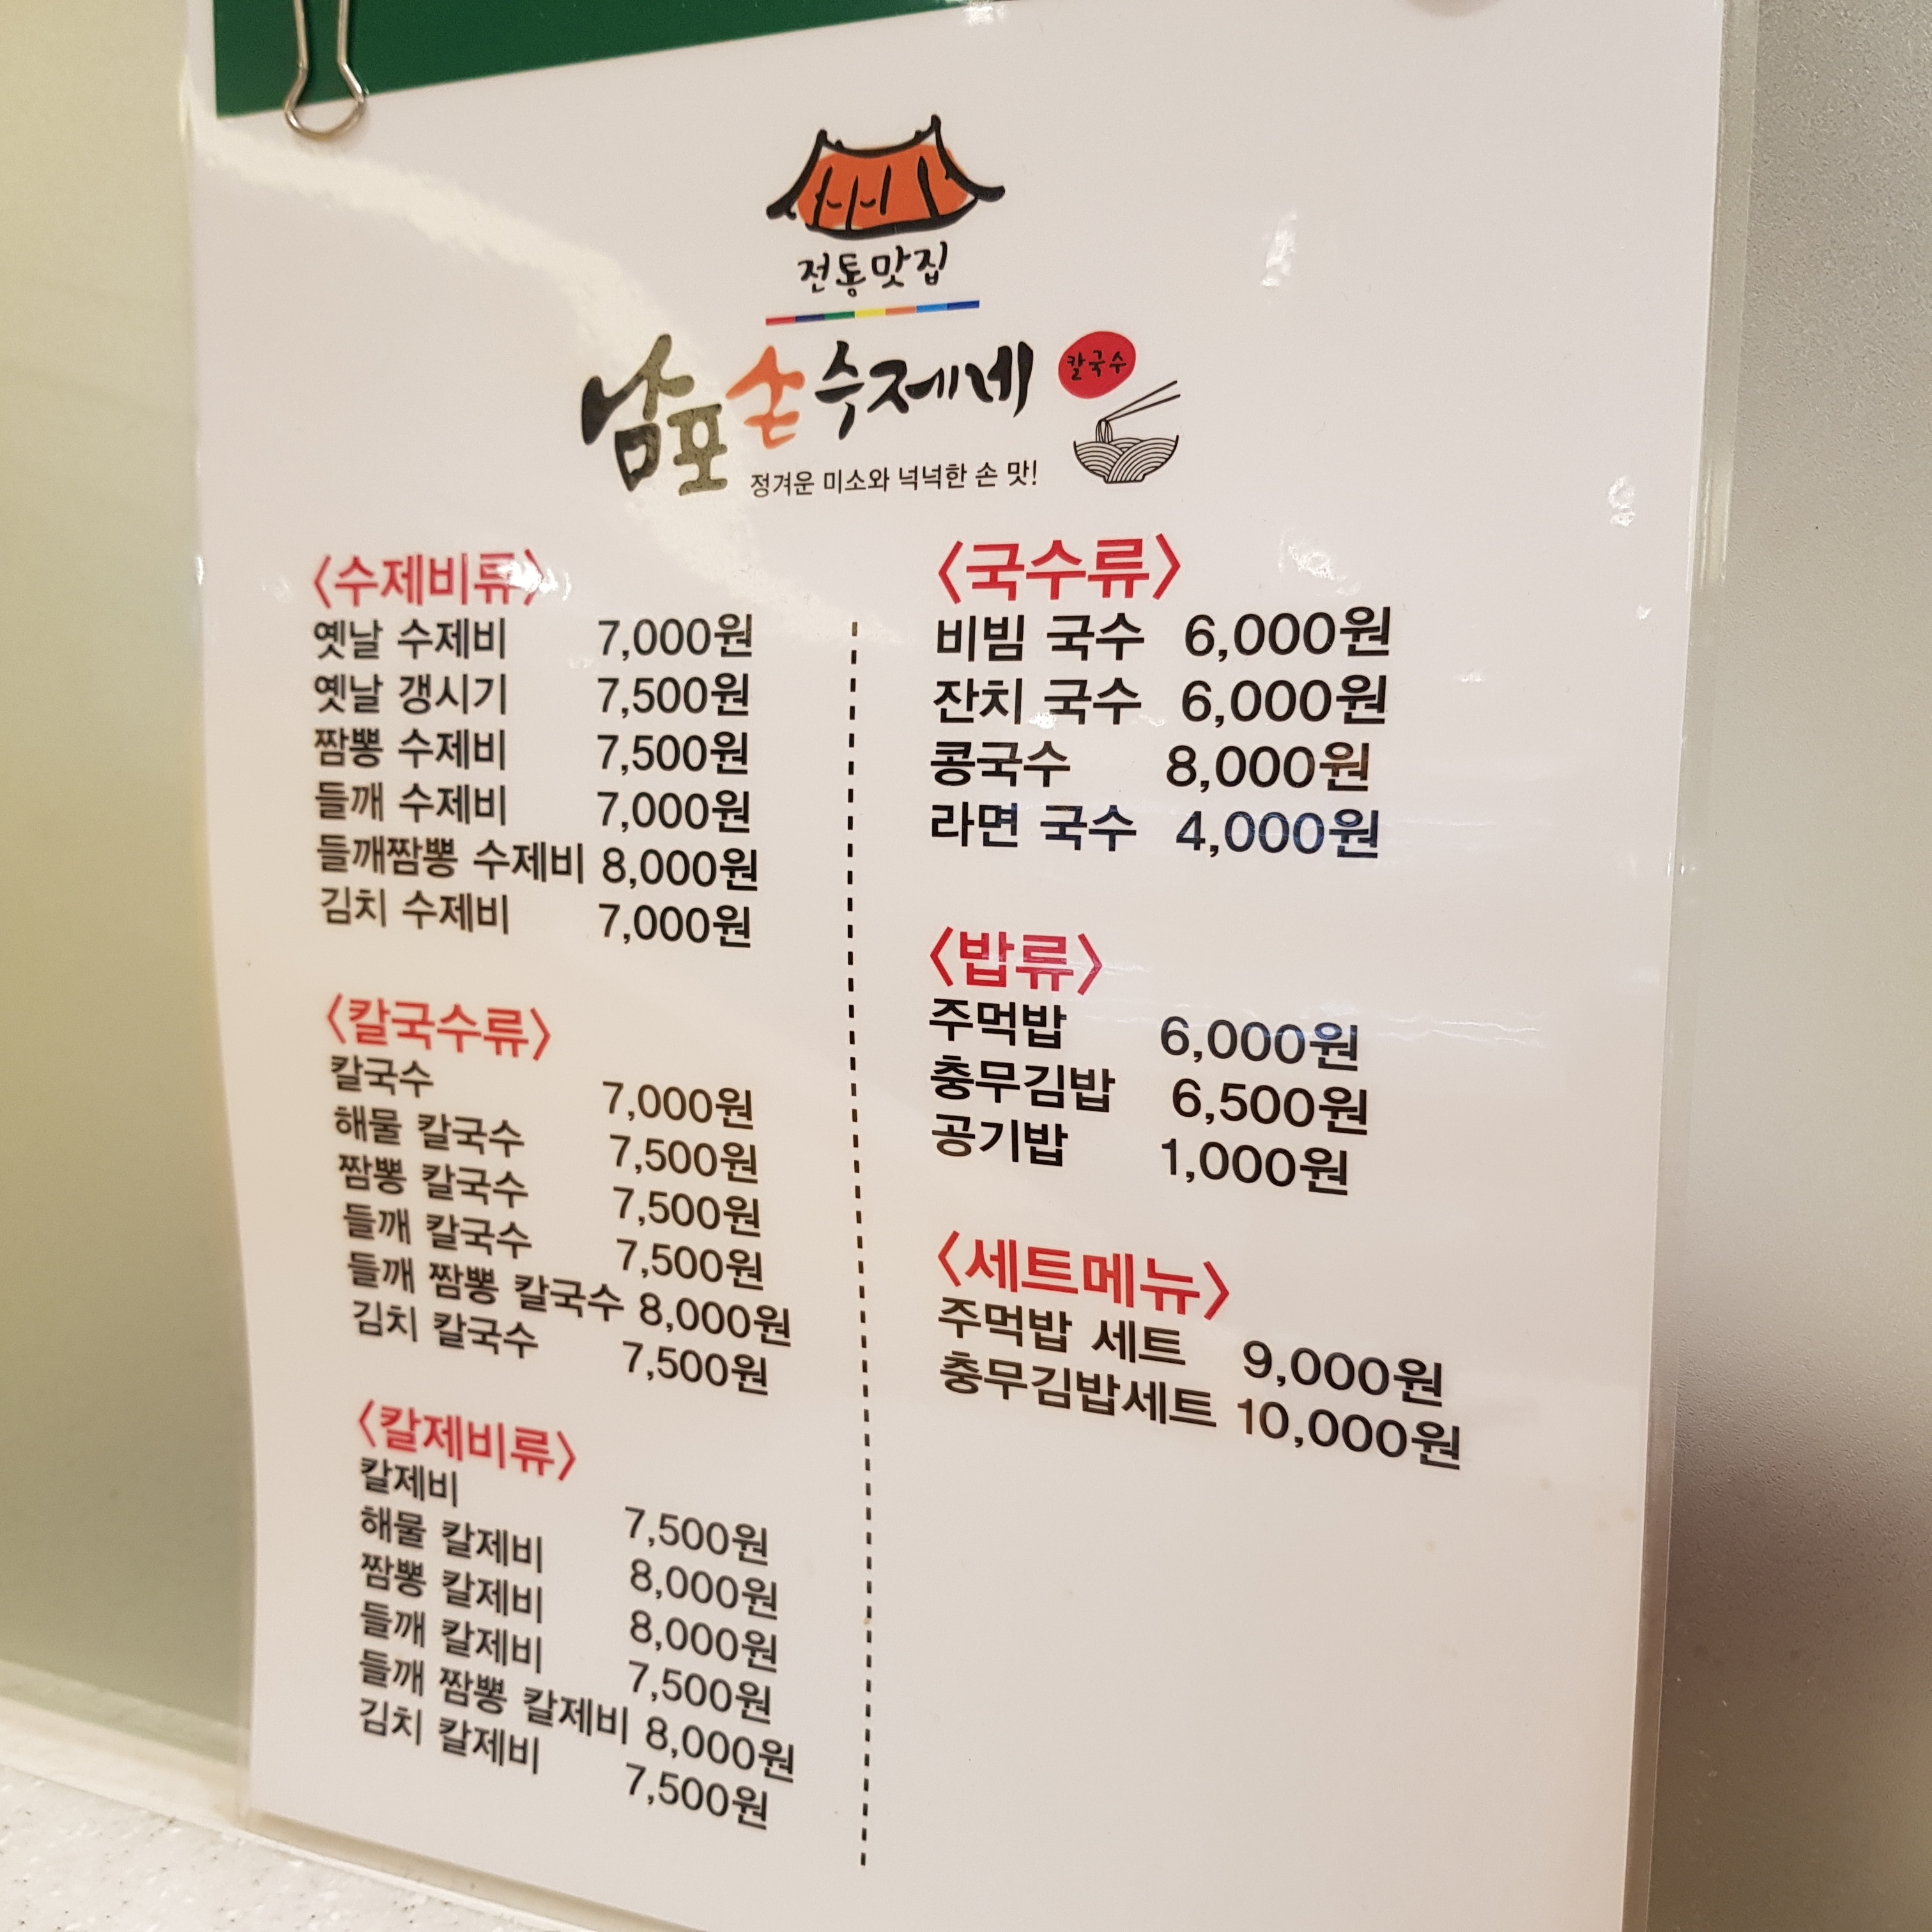 전통맛집
남포손수제비
칼국수
정겨운 미소와 넉넉한 손 맛!
<수제비류>
옛날 수제비 7,000원
옛날 갱시기 7,500원
짬뽕 수제비 7,500원
들깨 수제비 7,000원
들깨짬뽕 수제비 8,000원
김치 수제비 7,000원
<칼국수류>
칼국수 7,000원
해물 칼국수 7,500원
짬뽕 칼국수 7,500원
들깨 칼국수 7,500원
들깨 짬뽕 칼국수 8,000원
김치 칼국수 7,500원
<칼제비류>
칼제비 7,500원
해물 칼제비 8,000원
짬뽕 칼제비 8,000원
들깨 칼제비 7,500원
들깨 짬뽕 칼제비 8,000원
김치 칼제비 7,500원
<국수류>
비빔 국수 6,000원
잔치 국수 6,000원
콩국수 8,000원
라면 국수 4,000원
<밥류>
주먹밥 6,000원
충무김밥 6,500원
공기밥 1,000원
<세트메뉴>
주먹밥 세트 9,000원
충무김밥세트 10,000원